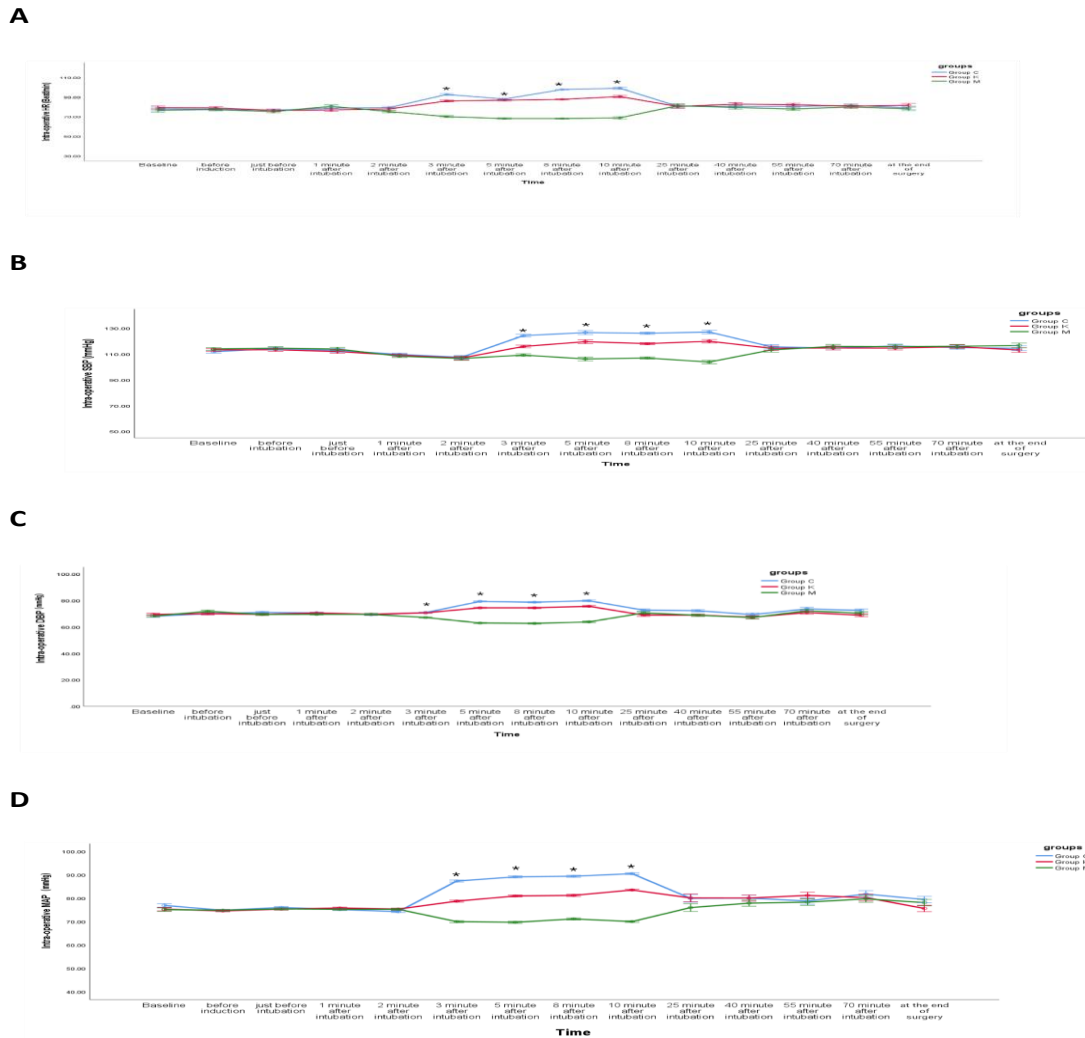 A
groups
Group C
Group K
Group M
Intra-operative HR (Beat/min)
110.00
90.00
70.00
50.00
30.00
Baseline
before induction
just before intubation
1 minute after intubation
2 minute after intubation
3 minute after intubation
5 minute after intubation
8 minute after intubation
10 minute after intubation
25 minute after intubation
40 minute after intubation
55 minute after intubation
70 minute after intubation
at the end of surgery
* * * *
Time
B
groups
Group C
Group K
Group M
Intra-operative SBP (mmHg)
130.00
110.00
90.00
70.00
50.00
* * * *
Baseline
before intubation
just before intubation
1 minute after intubation
2 minute after intubation
3 minute after intubation
5 minute after intubation
8 minute after intubation
10 minute after intubation
25 minute after intubation
40 minute after intubation
55 minute after intubation
70 minute after intubation
at the end of surgery
Time
C
groups
Group C
Group K
Group M
Intra-operative DBP (mmHg)
100.00
80.00
60.00
40.00
20.00
.00
* * * *
Baseline
before intubation
just before intubation
1 minute after intubation
2 minute after intubation
3 minute after intubation
5 minute after intubation
8 minute after intubation
10 minute after intubation
25 minute after intubation
40 minute after intubation
55 minute after intubation
70 minute after intubation
at the end of surgery
Time
D
groups
Group
Group
Group
Intra-operative MAP (mmHg)
100.00
90.00
80.00
70.00
60.00
50.00
40.00
* * * *
Baseline
before induction
just before intubation
1 minute after intubation
2 minute after intubation
3 minute after intubation
5 minute after intubation
8 minute after intubation
10 minute after intubation
25 minute after intubation
40 minute after intubation
55 minute after intubation
70 minute after intubation
at the end of surgery
Time